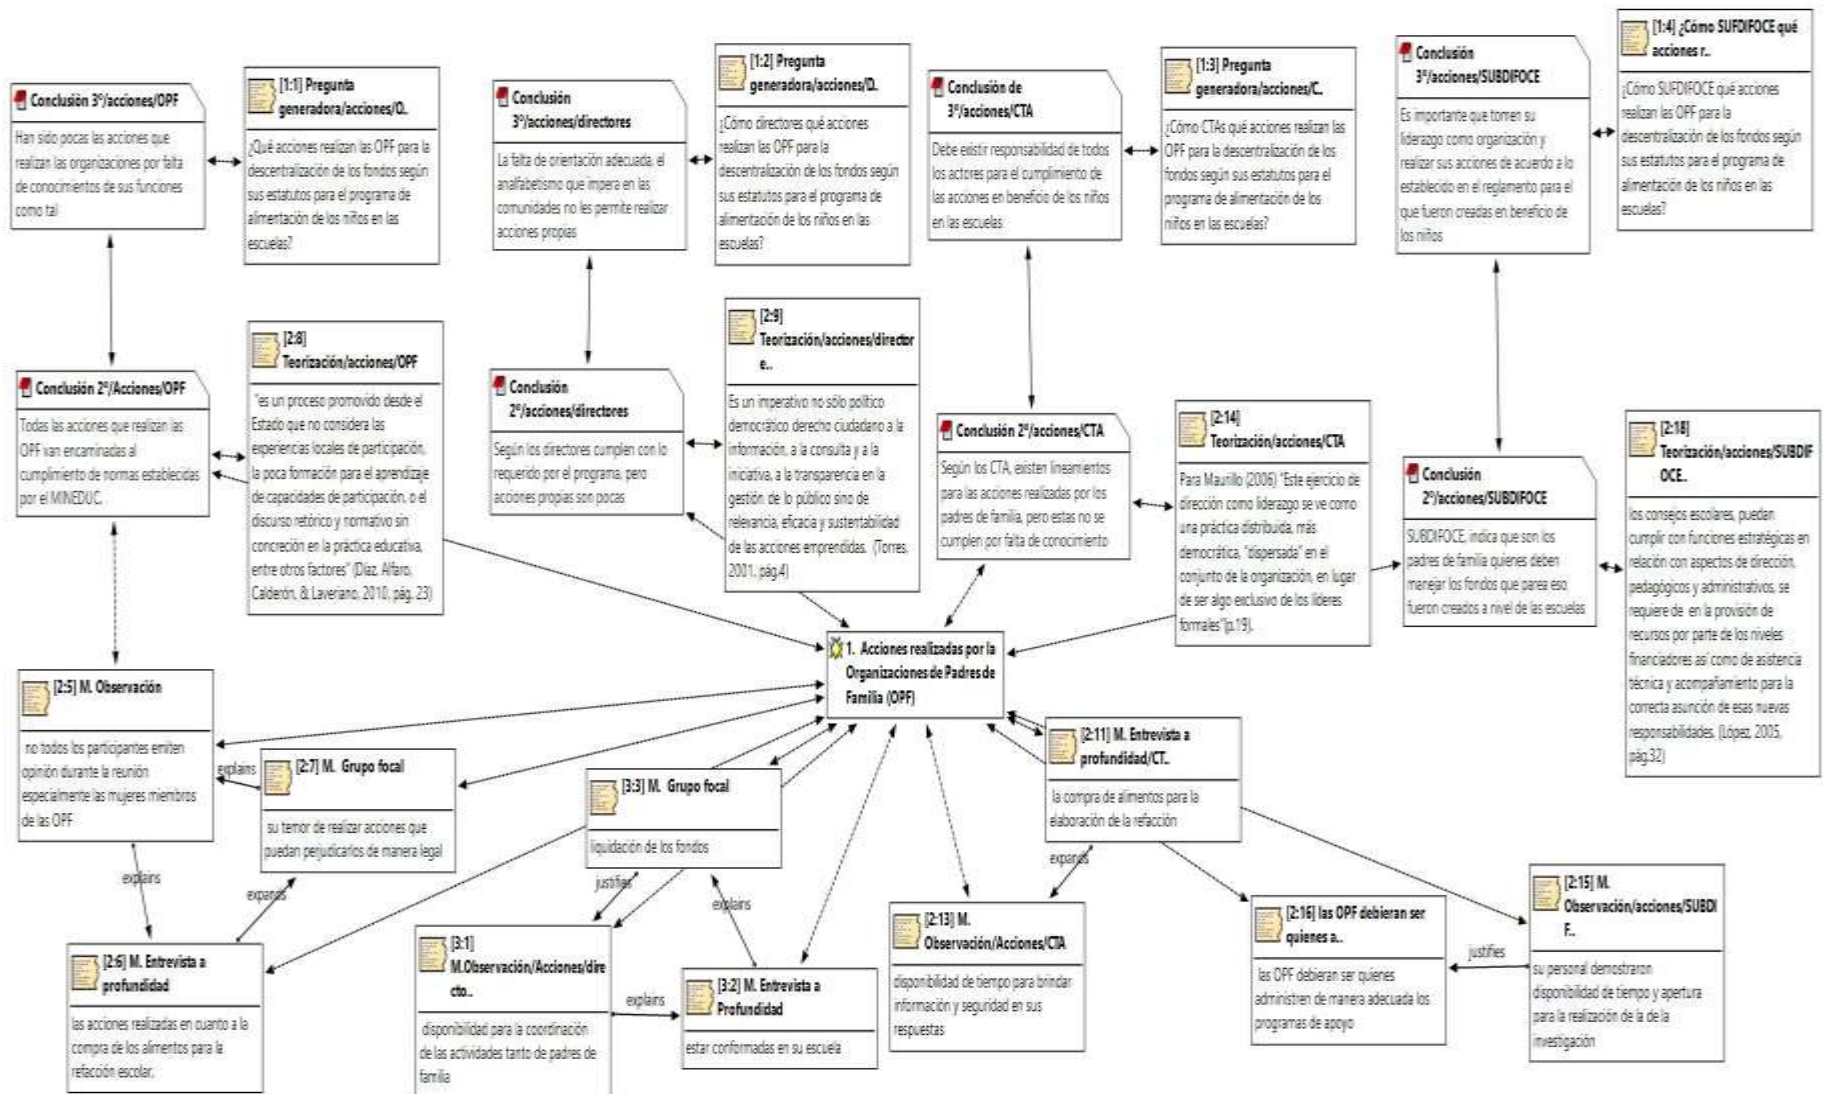 Conclusión 3º/acciones/OPF
Han sido pocas las acciones que
realizan las organizaciones por falta
de conocimientos de sus funciones
como tal
[1:1] Pregunta
generadora/acciones/O..
¿Qué acciones realizan las OPF para la
descentralización de los fondos según
sus estatutos para el programa de
alimentación de los niños en las
escuelas?
Conclusión
3º/acciones/directores
La falta de orientación adecuada, el
analfabetismo que impera en las
comunidades no les permite realizar
acciones propias
[1:2] Pregunta
generadora/acciones/D..
¿Cómo directores qué acciones
realizan las OPF para la
descentralización de los fondos según
sus estatutos para el programa de
alimentación de los niños en las
escuelas?
Conclusión de
3º/acciones/CTA
Debe existir responsabilidad de todos
los actores para el cumplimiento de
las acciones en beneficio de los niños
en las escuelas
[1:3] Pregunta
generadora/acciones/C..
¿Cómo CTAs qué acciones realizan las
OPF para la descentralización de los
fondos según sus estatutos para el
programa de alimentación de los
niños en las escuelas?
Conclusión
3º/acciones/SUBDIFOCE
Es importante que tomen su
liderazgo como organización y
realizar sus acciones de acuerdo a lo
establecido en el reglamento para el
que fueron creadas en beneficio de
los niños
[1:4] ¿Cómo SUFDIFOCE qué
acciones r..
¿Cómo SUFDIFOCE qué acciones
realizan las OPF para la
descentralización de los fondos según
sus estatutos para el programa de
alimentación de los niños en las
escuelas?
Conclusión 2º/Acciones/OPF
Todas las acciones que realizan las
OPF van encaminadas al
cumplimiento de normas establecidas
por el MINEDUC.
[2:8]
Teorización/acciones/OPF
"es un proceso promovido desde el
Estado que no considera las
experiencias locales de participación,
la poca formación para el aprendizaje
de capacidades de participación, o el
discurso retórico y normativo sin
concreción en la práctica educativa,
entre otros factores" (Díaz, Alfaro,
Calderón, & Laveriano, 2010, pág. 23)
Conclusión
2º/acciones/directores
Según los directores cumplen con lo
requerido por el programa, pero
acciones propias son pocas
[2:9]
Teorización/acciones/director
e..
Es un imperativo no sólo político
democrático derecho ciudadano a la
información, a la consulta y a la
iniciativa, a la transparencia en la
gestión de lo público sino de
relevancia, eficacia y sustentabilidad
de las acciones emprendidas. (Torres,
2001, pág.4)
Conclusión 2º/acciones/CTA
Según los CTA, existen lineamientos
para las acciones realizadas por los
padres de familia, pero estas no se
cumplen por falta de conocimiento
[2:14]
Teorización/acciones/CTA
Para Maurillo (2006) "Este ejercicio de
dirección como liderazgo se ve como
una práctica distribuida, más
democrática, "dispersada" en el
conjunto de la organización, en lugar
de ser algo exclusivo de los líderes
formales"(p.19).
Conclusión
2º/acciones/SUBDIFOCE
SUBDIFOCE, indica que son los
padres de familia quienes deben
manejar los fondos que parea eso
fueron creados a nivel de las escuelas
[2:18]
Teorización/acciones/SUBDIF
OCE..
los consejos escolares, puedan
cumplir con funciones estratégicas en
relación con aspectos de dirección,
pedagógicos y administrativos, se
requiere de en la provisión de
recursos por parte de los niveles
financiadores así como de asistencia
técnica y acompañamiento para la
correcta asunción de esas nuevas
responsabilidades. (López, 2005,
pág.32)
1. Acciones realizadas por la
Organizaciones de Padres de
Familia (OPF)
[2:5] M. Observación
no todos los participantes emiten
opinión durante la reunión
especialmente las mujeres miembros
de las OPF
explains
[2:7] M. Grupo focal
su temor de realizar acciones que
puedan perjudicarlos de manera legal
explains
expands
[2:6] M. Entrevista a
profundidad
las acciones realizadas en cuanto a la
compra de los alimentos para la
refacción escolar.
[3:3] M. Grupo focal
liquidación de los fondos
justifies
explains
[3:1]
M.Observación/Acciones/dire
cto..
disponibilidad para la coordinación
de las actividades tanto de padres de
familia
explains
[3:2] M. Entrevista a
Profundidad
estar conformadas en su escuela
[2:11] M. Entrevista a
profundidad/CT..
la compra de alimentos para la
elaboración de la refacción
expands
[2:13] M.
Observación/Acciones/CTA
disponibilidad de tiempo para brindar
información y seguridad en sus
respuestas
[2:16] las OPF debieran ser
quienes a..
las OPF debieran ser quienes
administren de manera adecuada los
programas de apoyo
justifies
[2:15] M.
Observación/acciones/SUBDI
F..
su personal demostraron
disponibilidad de tiempo y apertura
para la realización de la de la
investigación